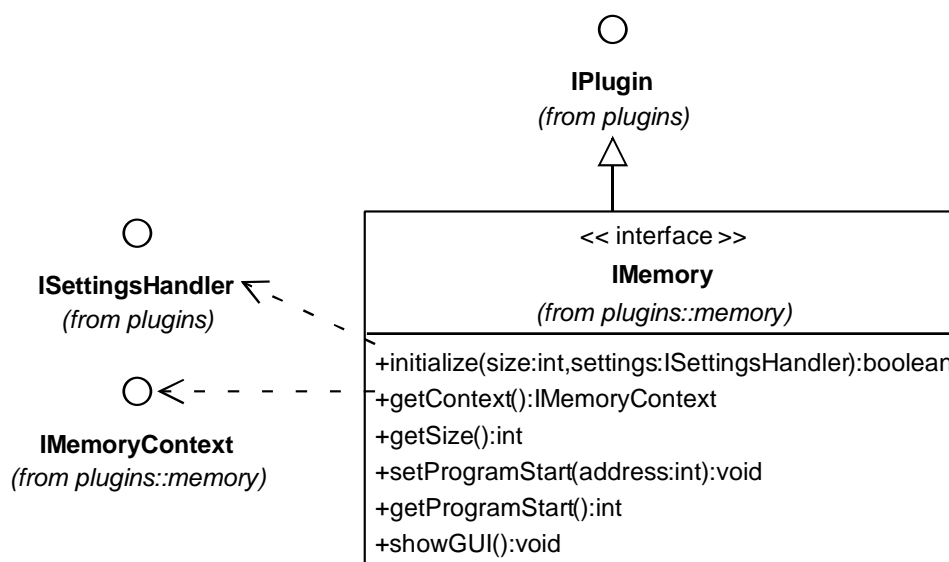 IPlugin
(from plugins)
ISettingsHandler
(from plugins)
IMemoryContext
(from plugins::memory)
<< interface >>
IMemory
(from plugins::memory)
+initialize(size:int,settings:ISettingsHandler):boolean
+getContext():IMemoryContext
+getSize():int
+setProgramStart(address:int):void
+getProgramStart():int
+showGUI():void